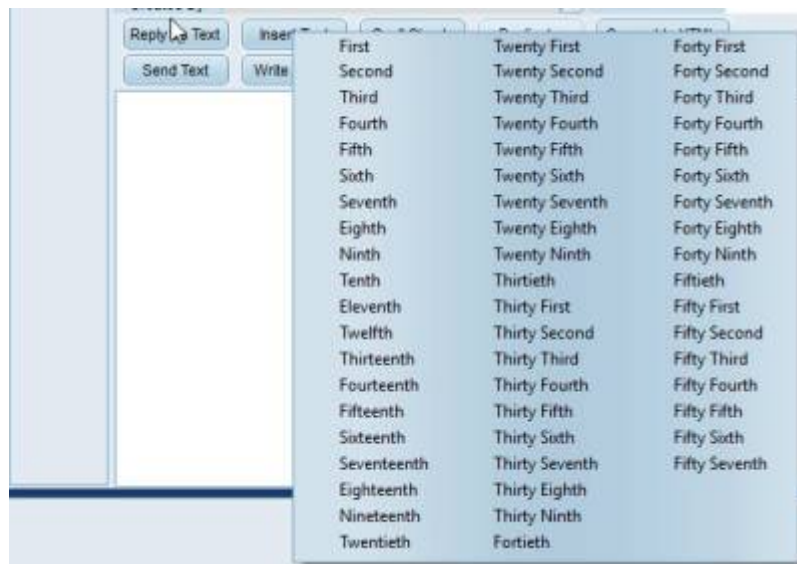 Reply as Text
Send Text
Write
First
Second
Third
Fourth
Fifth
Sixth
Seventh
Eighth
Ninth
Tenth
Eleventh
Twelfth
Thirteenth
Fourteenth
Fifteenth
Sixteenth
Seventeenth
Eighteenth
Nineteenth
Twentieth
Twenty First
Twenty Second
Twenty Third
Twenty Fourth
Twenty Fifth
Twenty Sixth
Twenty Seventh
Twenty Eighth
Twenty Ninth
Thirtieth
Thirty First
Thirty Second
Thirty Third
Thirty Fourth
Thirty Fifth
Thirty Sixth
Thirty Seventh
Thirty Eighth
Thirty Ninth
Fortieth
Forty First
Forty Second
Forty Third
Forty Fourth
Forty Fifth
Forty Sixth
Forty Seventh
Forty Eighth
Forty Ninth
Fiftieth
Fifty First
Fifty Second
Fifty Third
Fifty Fourth
Fifty Fifth
Fifty Sixth
Fifty Seventh